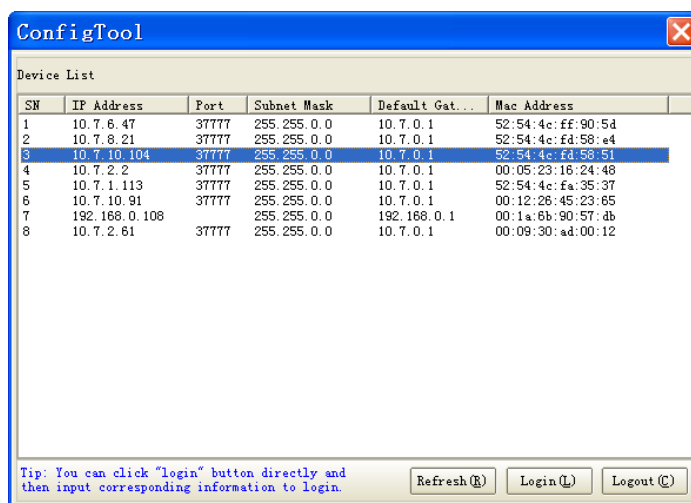 ConfigTool
Device List
SN IP Address Port Subnet Mask Default Gat... Mac Address
1 10.7.6.47 37777 255.255.0.0 10.7.0.1 52:54:4c:ff:90:5d
2 10.7.8.21 37777 255.255.0.0 10.7.0.1 52:54:4c:fd:58:e4
3 10.7.10.104 37777 255.255.0.0 10.7.0.1 52:54:4c:fd:58:51
4 10.7.2.2 37777 255.255.0.0 10.7.0.1 00:05:23:16:24:48
5 10.7.1.113 37777 255.255.0.0 10.7.0.1 52:54:4c:fa:35:37
6 10.7.10.91 37777 255.255.0.0 10.7.0.1 00:12:26:45:23:65
7 192.168.0.108 255.255.0.0 192.168.0.1 00:1a:6b:90:57:db
8 10.7.2.61 37777 255.255.0.0 10.7.0.1 00:09:30:ad:00:12
Tip: You can click "login" button directly and
then input corresponding information to login.
Refresh(R) Login(L) Logout(C)